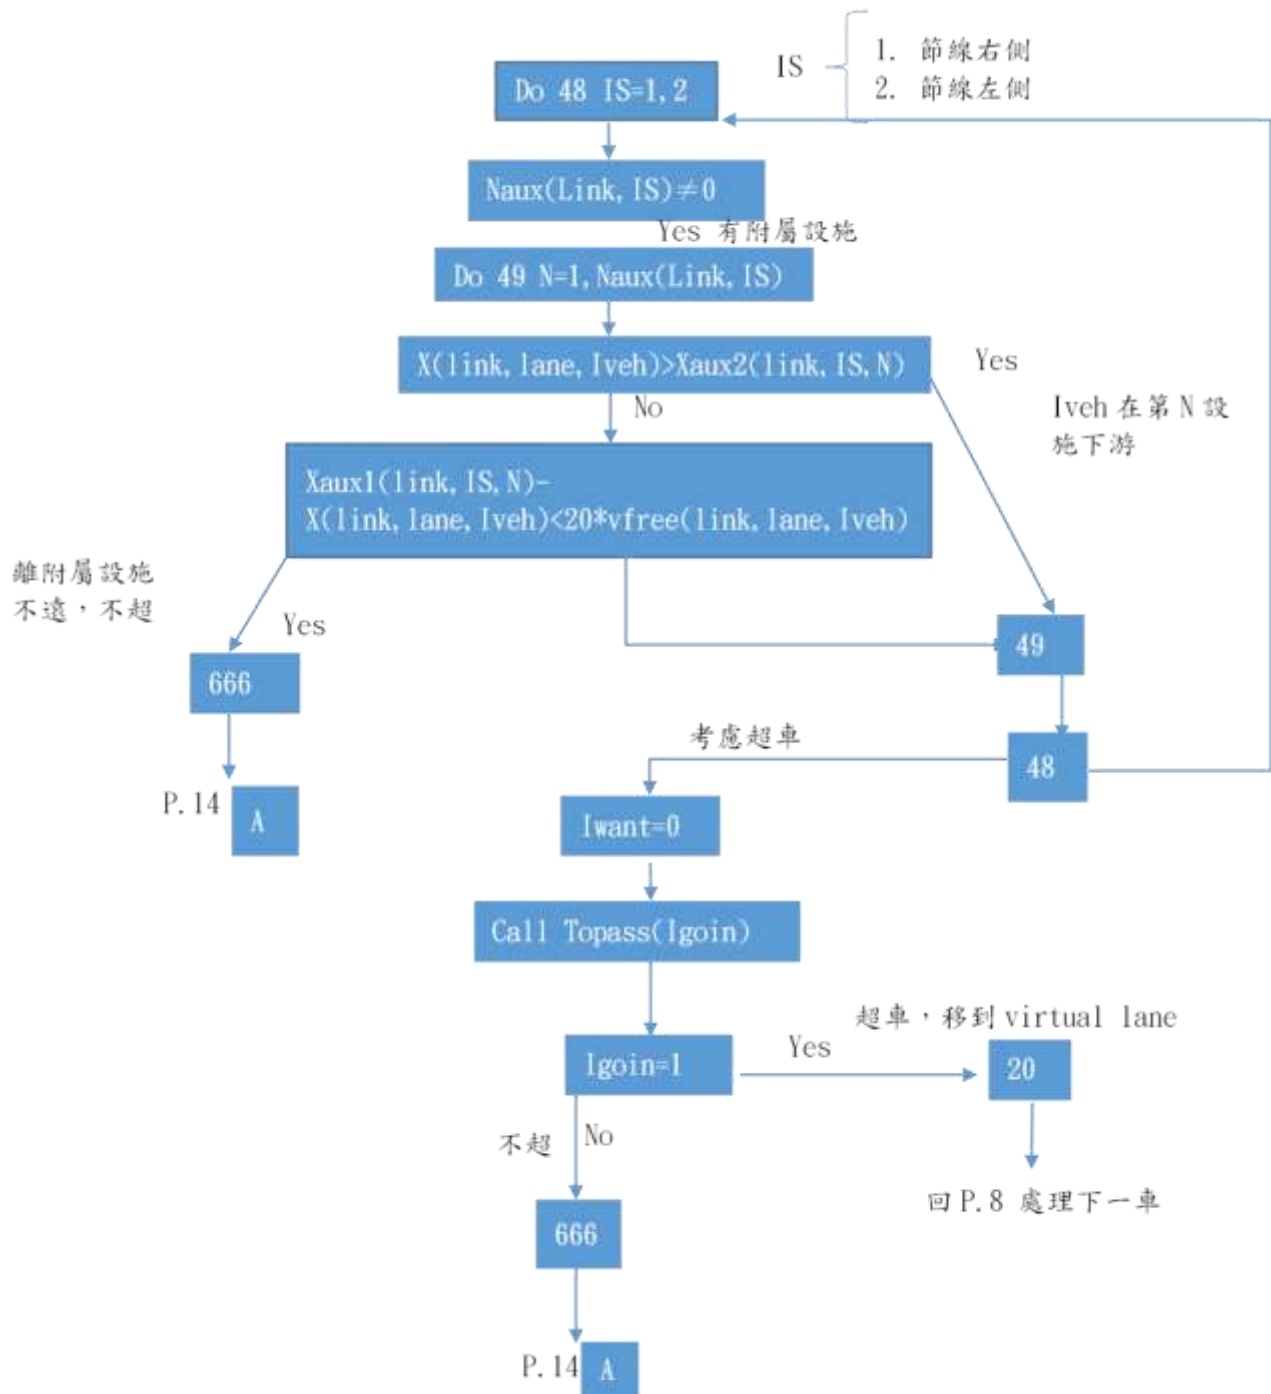 IS
1. 節線右側
2. 節線左側
Do 48 IS=1,2
Naux(Link,IS)≠0
Yes 有附屬設施
Do 49 N=1,Naux(Link,IS)
X(link,lane,Iveh)>Xaux2(link,IS,N)
Yes
No
Iveh 在第 N 設
施下游
Xaux1(link,IS,N)-
X(link,lane,Iveh)<20*vfree(link,lane,Iveh)
離附屬設施
不遠，不超
Yes
49
666
考慮超車
48
P.14
A
Iwant=0
Call Topass(Igoin)
超車，移到 virtual lane
Igoin=1
Yes
20
不超
No
回 P.8 處理下一車
666
P.14
A